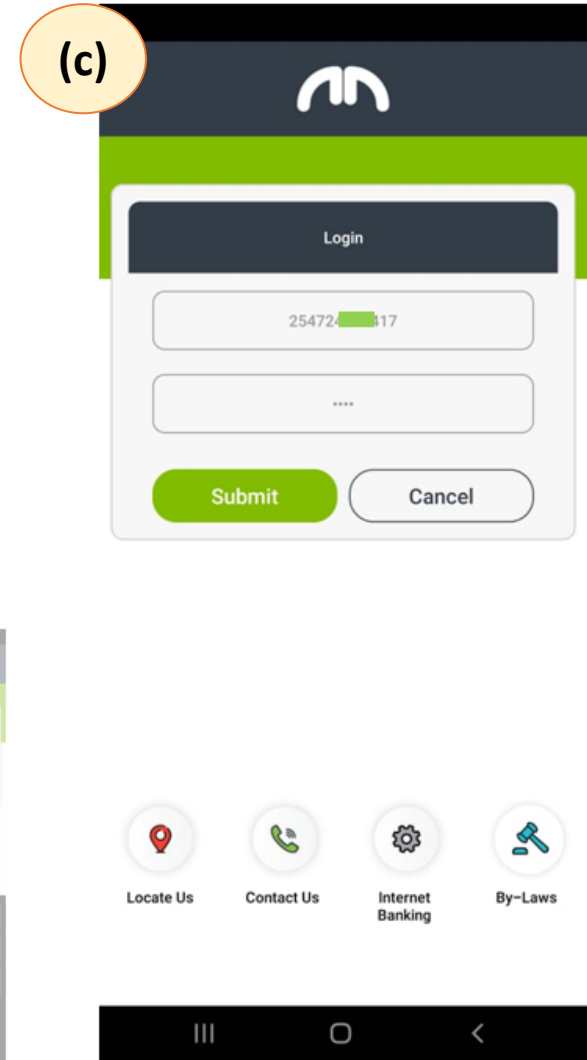 (c)
Login
25472 417
••••
Submit
Cancel
Locate Us
Contact Us
Internet
Banking
By-Laws